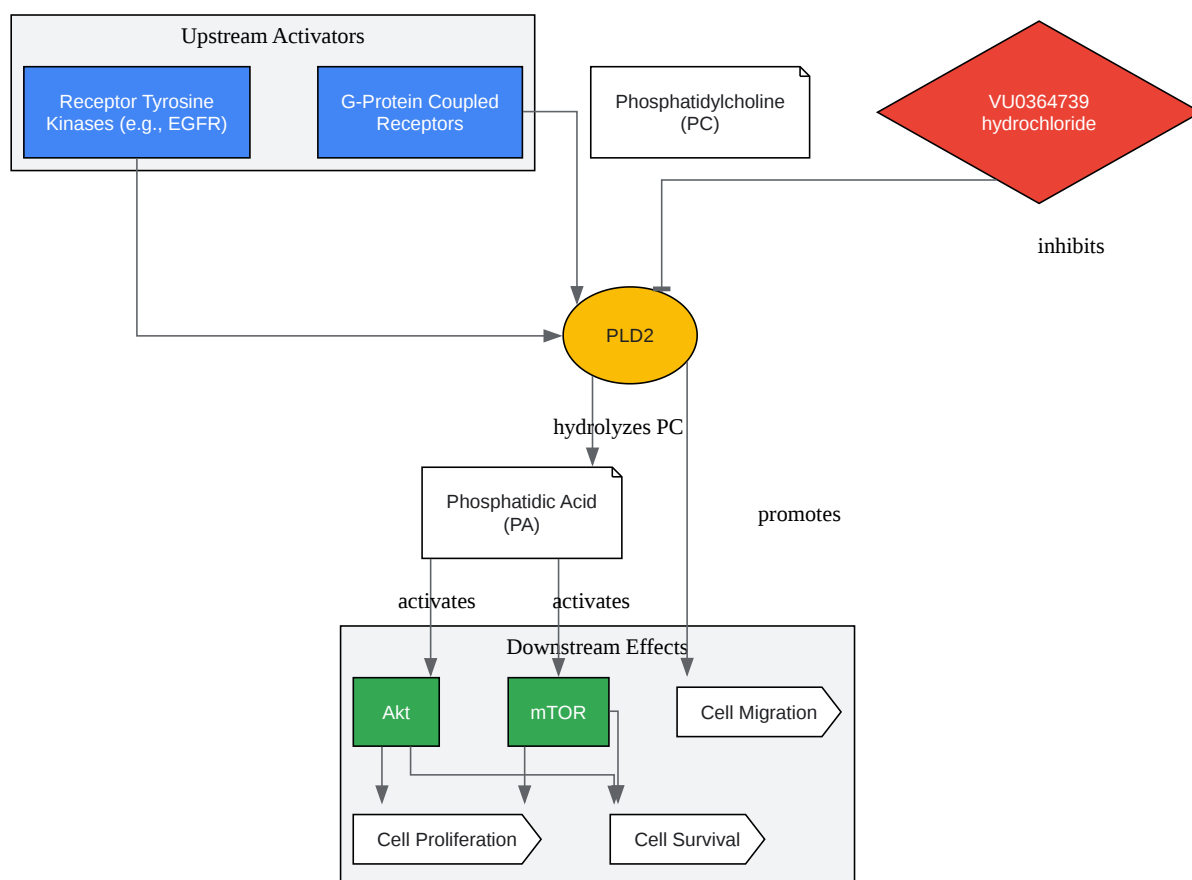 Upstream Activators
Receptor Tyrosine
Kinases (e.g., EGFR)
G-Protein Coupled
Receptors
Phosphatidylcholine
(PC)
VU0364739
hydrochloride
inhibits
PLD2
hydrolyzes PC
Phosphatidic Acid
(PA)
promotes
activates
activates
Downstream Effects
Akt
mTOR
Cell Migration
Cell Proliferation
Cell Survival